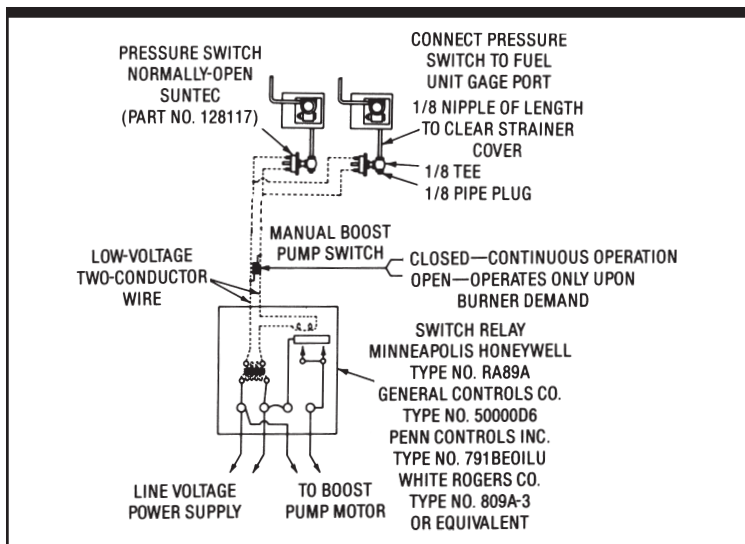 PRESSURE SWITCH
NORMALLY-OPEN
SUNTEC
(PART NO. 128117)
CONNECT PRESSURE
SWITCH TO FUEL
UNIT GAGE PORT
1/8 NIPPLE OF LENGTH
TO CLEAR STRAINER
COVER
1/8 TEE
1/8 PIPE PLUG
MANUAL BOOST
PUMP SWITCH
LOW-VOLTAGE
TWO-CONDUCTOR
WIRE
CLOSED—CONTINUOUS OPERATION
OPEN—OPERATES ONLY UPON
BURNER DEMAND
SWITCH RELAY
MINNEAPOLIS HONEYWELL
TYPE NO. RA89A
GENERAL CONTROLS CO.
TYPE NO. 50000D6
PENN CONTROLS INC.
TYPE NO. 791BEOILU
WHITE ROGERS CO.
TYPE NO. 809A-3
OR EQUIVALENT
LINE VOLTAGE
POWER SUPPLY
TO BOOST
PUMP MOTOR